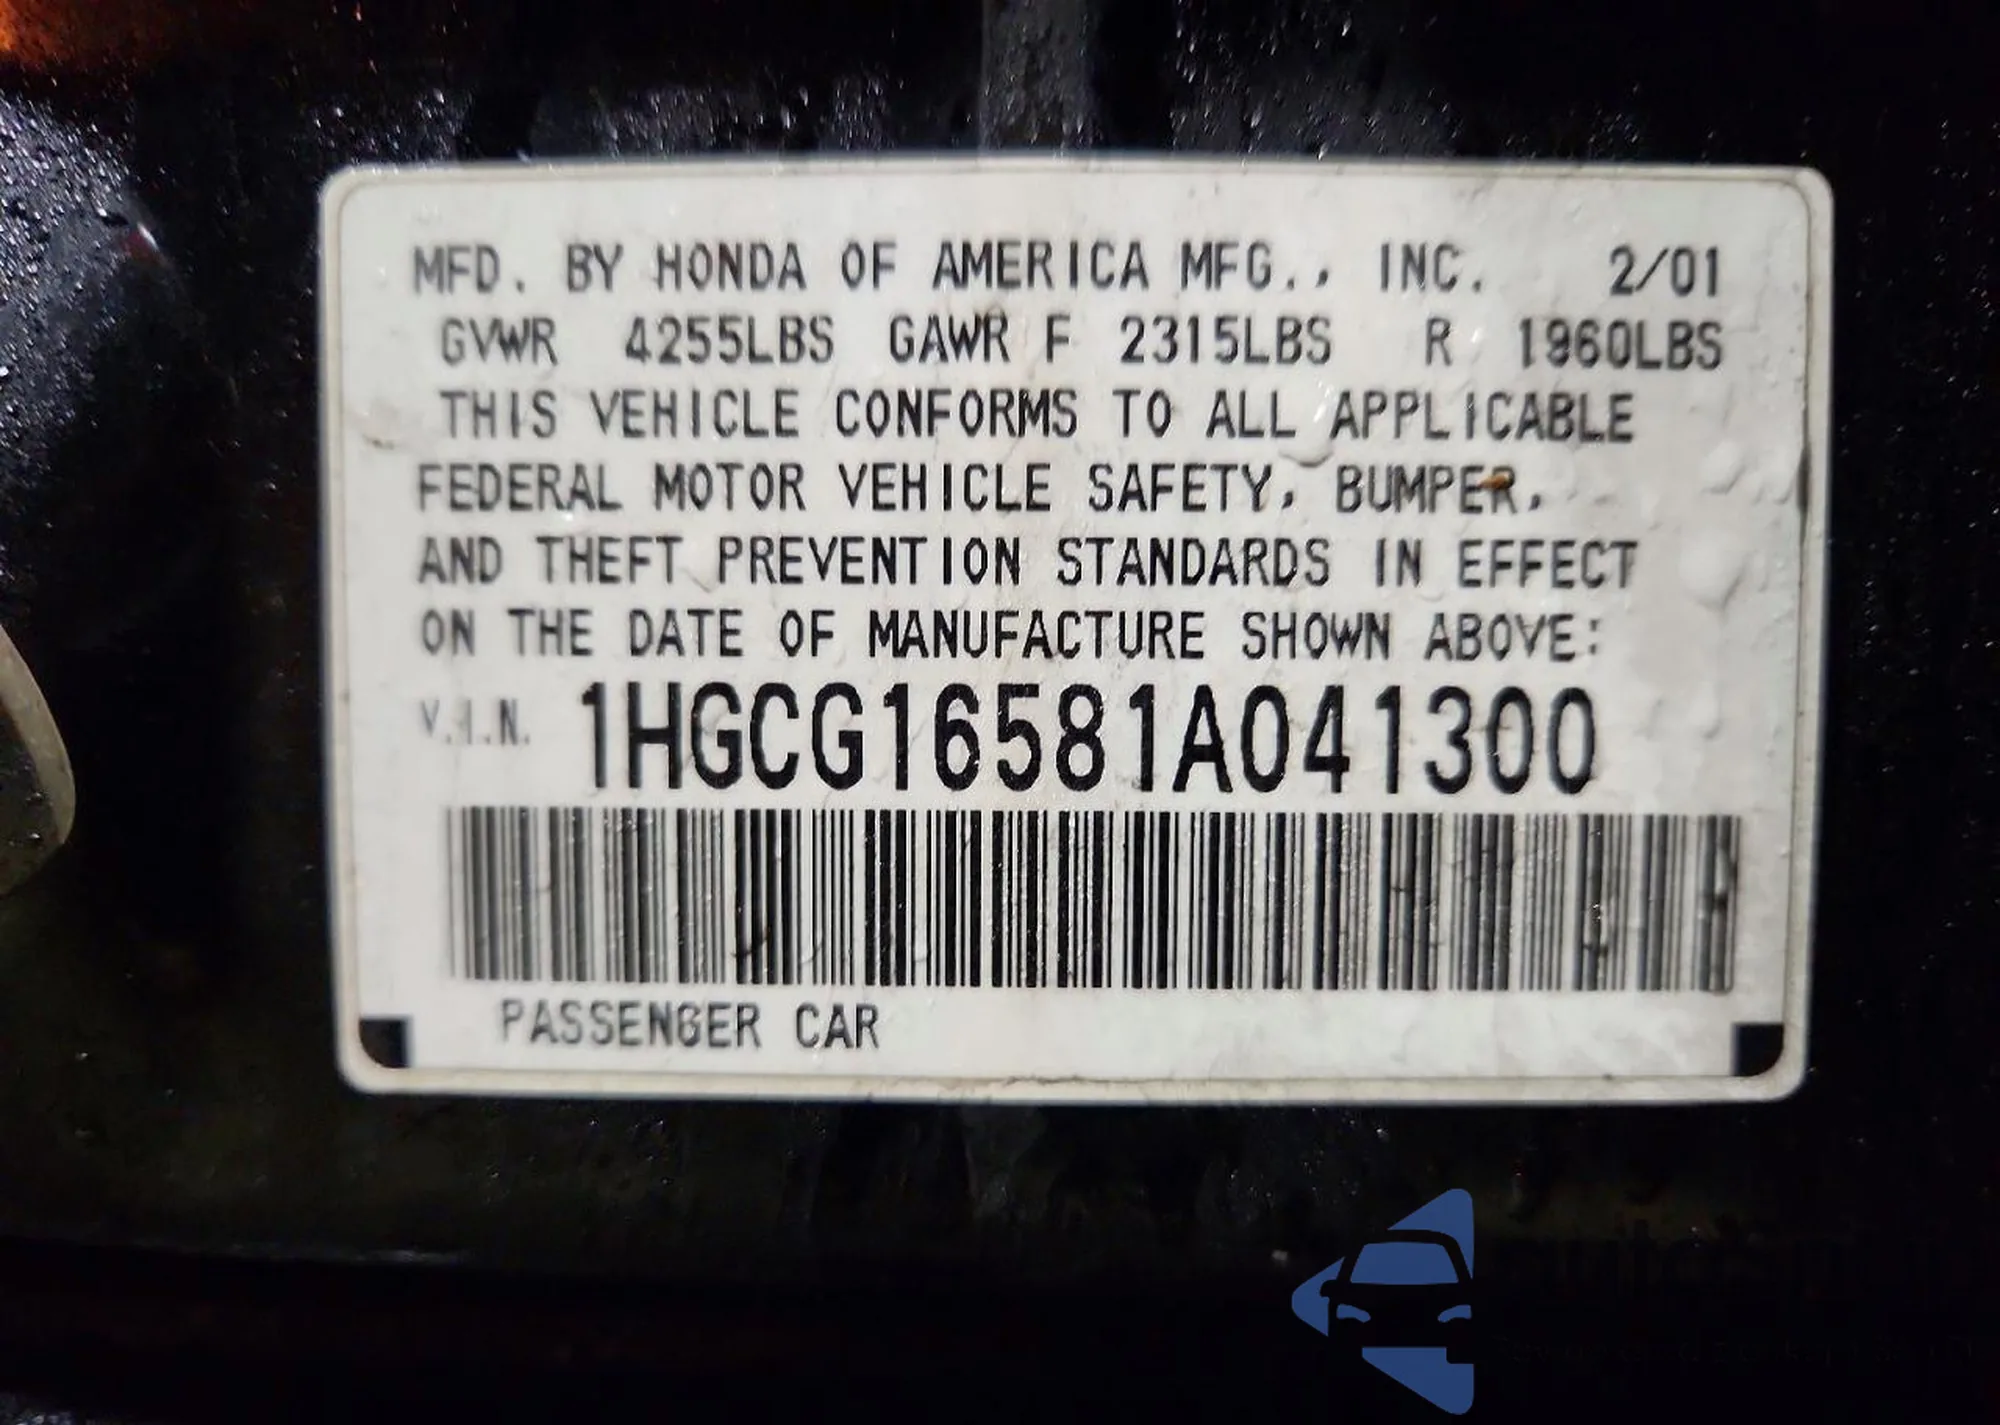 MFD. BY HONDA OF AMERICA MFG., INC. 2/01
GVWR 4255LBS GAWR F 2315LBS R 1960LBS
THIS VEHICLE CONFORMS TO ALL APPLICABLE
FEDERAL MOTOR VEHICLE SAFETY, BUMPER,
AND THEFT PREVENTION STANDARDS IN EFFECT
ON THE DATE OF MANUFACTURE SHOWN ABOVE:
V.I.N. 1HGCG16581A041300
PASSENGER CAR